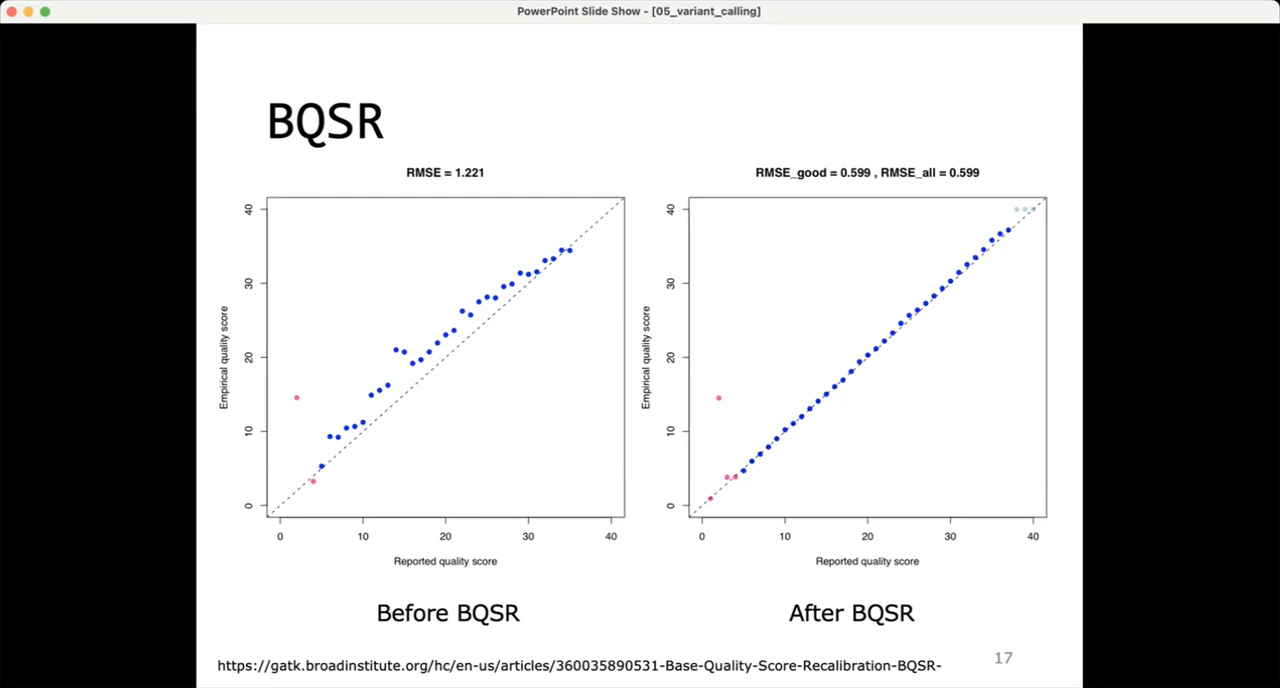 PowerPoint Slide Show - [05_variant_calling]
BQSR
RMSE = 1.221
40
30
20
10
0
Empirical quality score
0 10 20 30 40
Reported quality score
Before BQSR
RMSE_good = 0.599 , RMSE_all = 0.599
40
30
20
10
0
Empirical quality score
0 10 20 30 40
Reported quality score
After BQSR
https://gatk.broadinstitute.org/hc/en-us/articles/360035890531-Base-Quality-Score-Recalibration-BQSR-
17